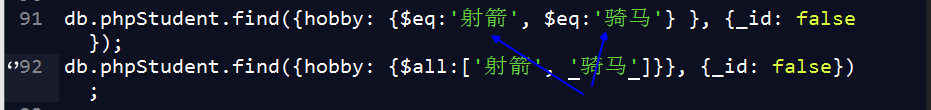 91 db.phpStudent.find({hobby: {$eq:'射箭', $eq:'骑马'} }, {_id: false
});
92 db.phpStudent.find({hobby: {$all:['射箭', _'骑马'_]}}, {_id: false})
;